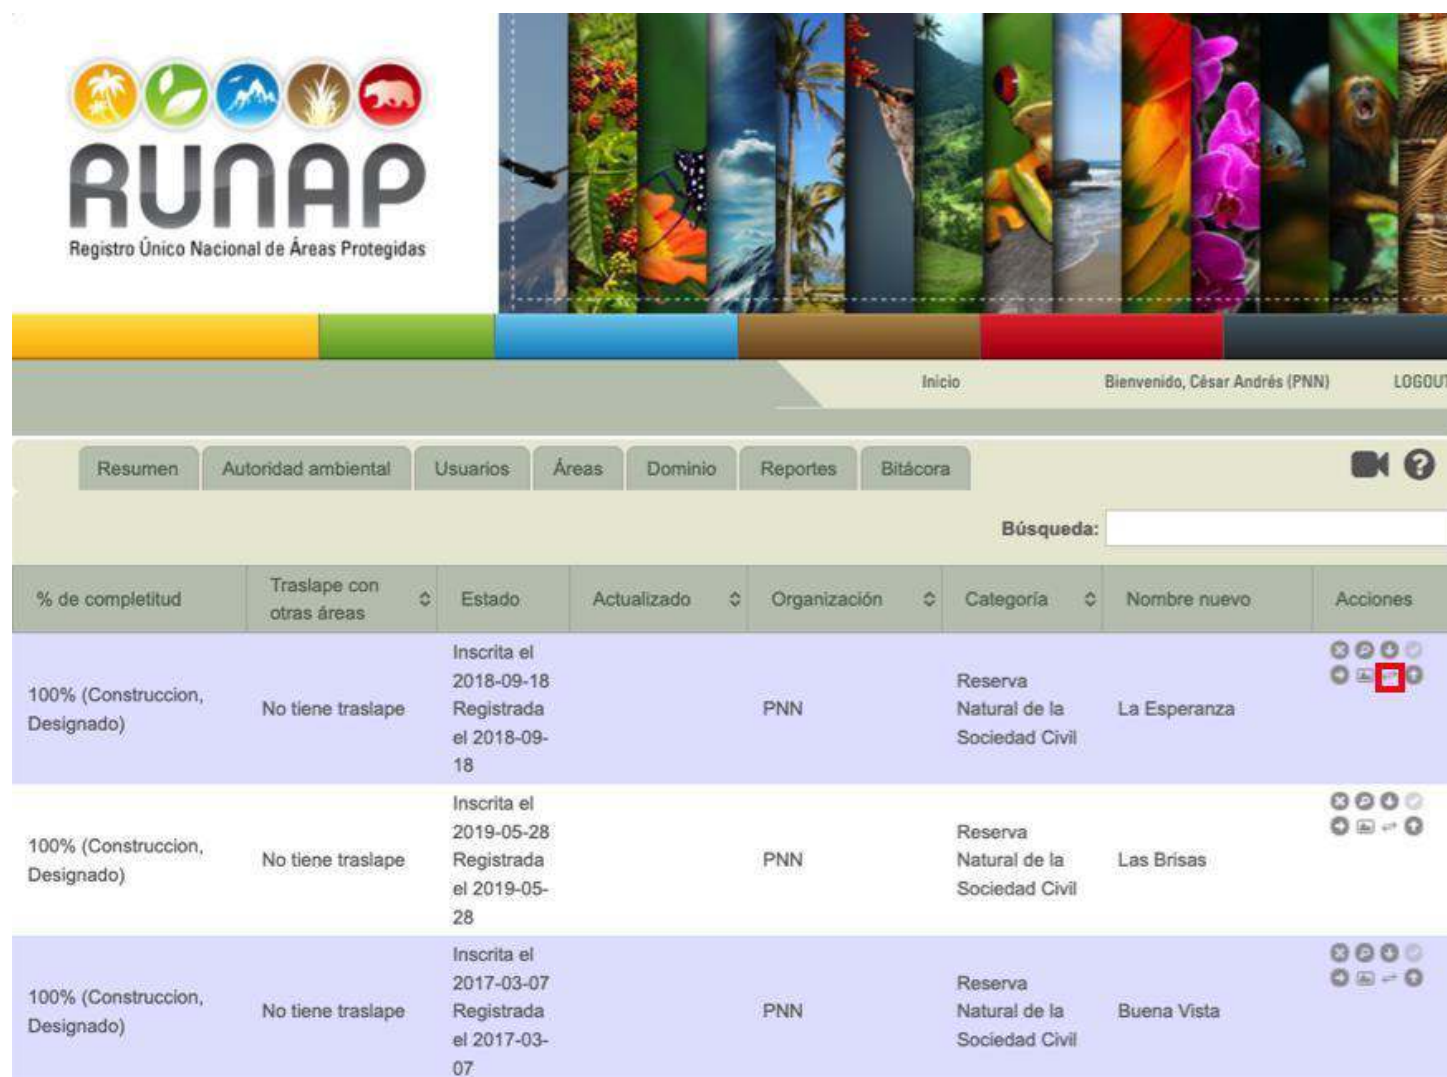 RUNAP
Registro Único Nacional de Áreas Protegidas
Inicio Bienvenido, César Andrés (PNN) LOGOUT
Resumen Autoridad ambiental Usuarios Áreas Dominio Reportes Bitácora
Búsqueda:
% de completitud Traslape con otras áreas Estado Actualizado Organización Categoría Nombre nuevo Acciones
Inscrita el
2018-09-18
100% (Construccion,
Designado)
No tiene traslape
Registrada
el 2018-09-
18
PNN
Reserva
Natural de la
Sociedad Civil
La Esperanza
Inscrita el
2019-05-28
100% (Construccion,
Designado)
No tiene traslape
Registrada
el 2019-05-
28
PNN
Reserva
Natural de la
Sociedad Civil
Las Brisas
Inscrita el
2017-03-07
100% (Construccion,
Designado)
No tiene traslape
Registrada
el 2017-03-
07
PNN
Reserva
Natural de la
Sociedad Civil
Buena Vista